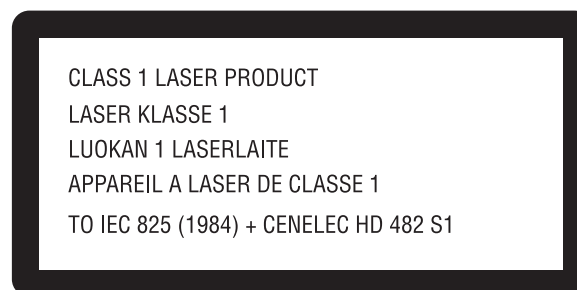 CLASS 1 LASER PRODUCT
LASER KLASSE 1
LUOKAN 1 LASERLAITE
APPAREIL A LASER DE CLASSE 1
TO IEC 825 (1984) + CENELEC HD 482 S1